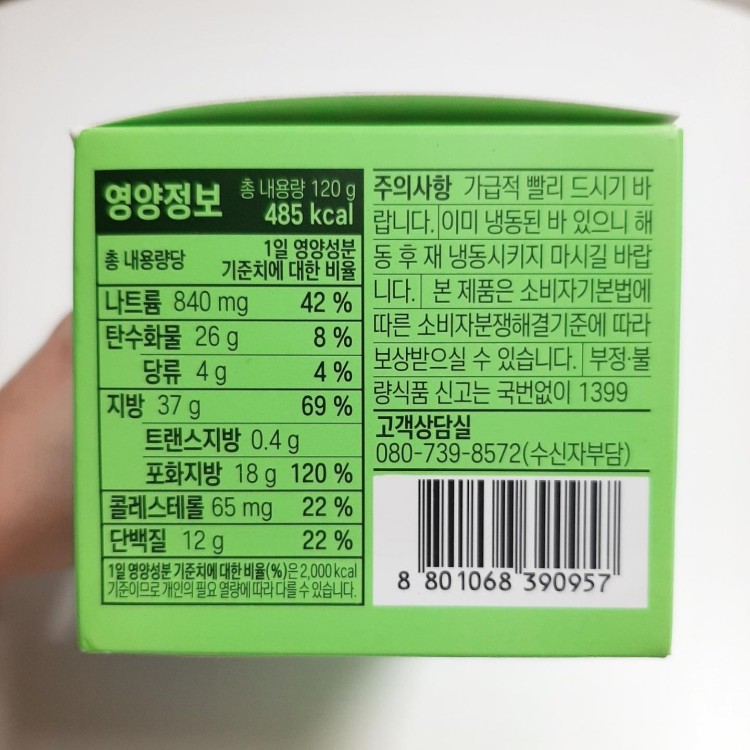 영양정보 총 내용량 120 g
485 kcal
총 내용량당 1일 영양성분
기준치에 대한 비율
나트륨 840 mg 42 %
탄수화물 26 g 8 %
당류 4 g 4 %
지방 37 g 69 %
트랜스지방 0.4 g
포화지방 18 g 120 %
콜레스테롤 65 mg 22 %
단백질 12 g 22 %
1일 영양성분 기준치에 대한 비율(%)은 2,000 kcal
기준이므로 개인의 필요 열량에 따라 다를 수 있습니다.
주의사항 가급적 빨리 드시기 바
랍니다. 이미 냉동된 바 있으니 해
동 후 재 냉동시키지 마시길 바랍
니다. 본 제품은 소비자기본법에
따른 소비자분쟁해결기준에 따라
보상받으실 수 있습니다. 부정·불
량식품 신고는 국번없이 1399
고객상담실
080-739-8572(수신자부담)
8 801068 390957